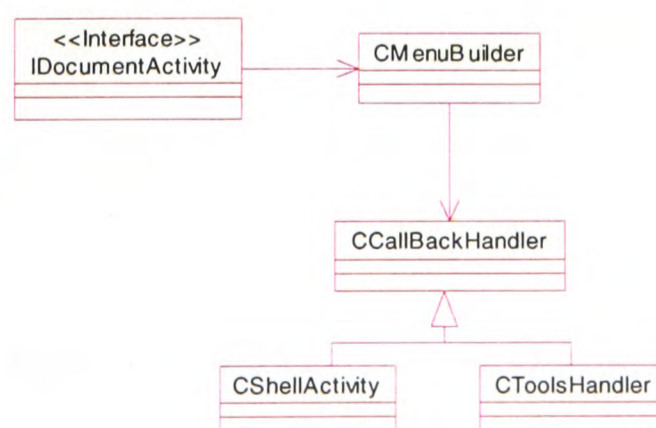 <<Interface>>
IDocumentActivity
CMenuBuilder
CCallBackHandler
CShellActivity
CToolsHandler